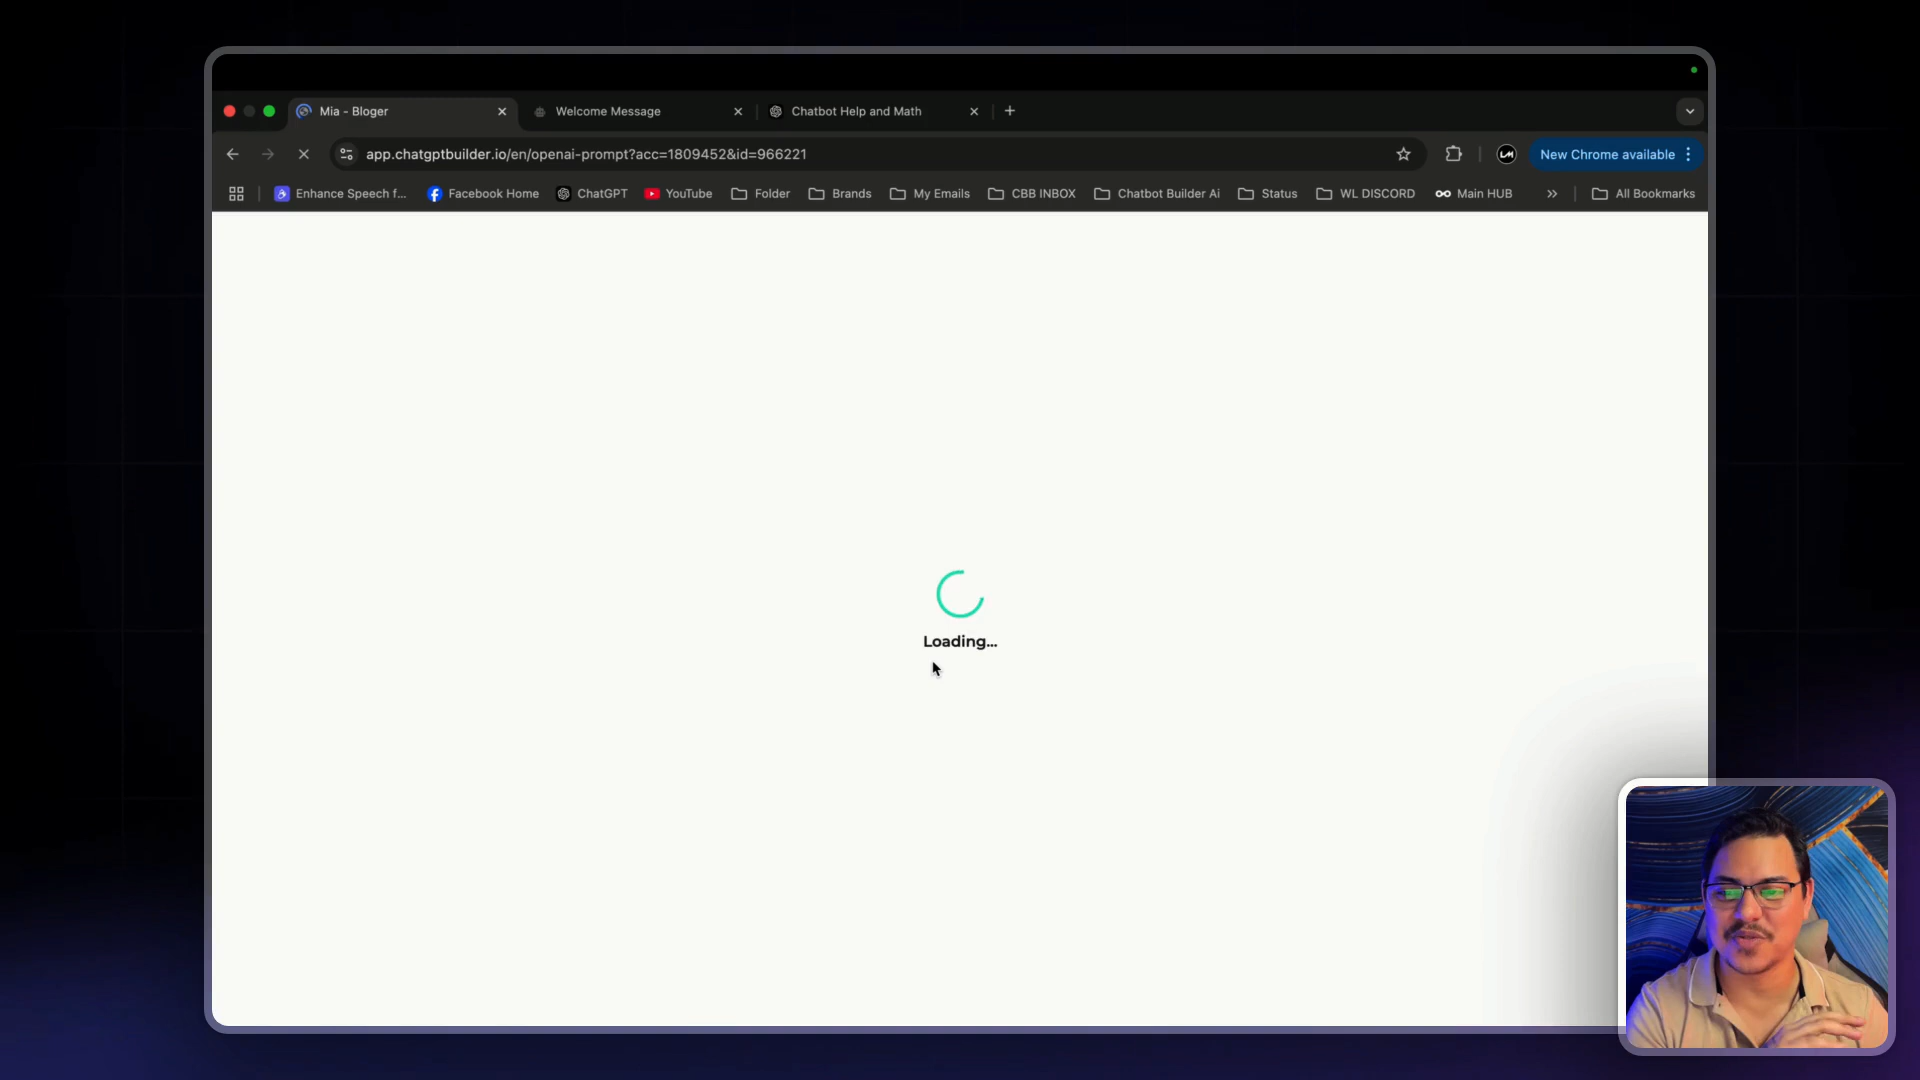 Mia - Bloger
Welcome Message
Chatbot Help and Math
app.chatgptbuilder.io/en/openai-prompt?acc=1809452&id=966221
New Chrome available
Enhance Speech f...
Facebook Home
ChatGPT
YouTube
Folder
Brands
My Emails
CBB INBOX
Chatbot Builder Ai
Status
WL DISCORD
Main HUB
All Bookmarks
Loading...